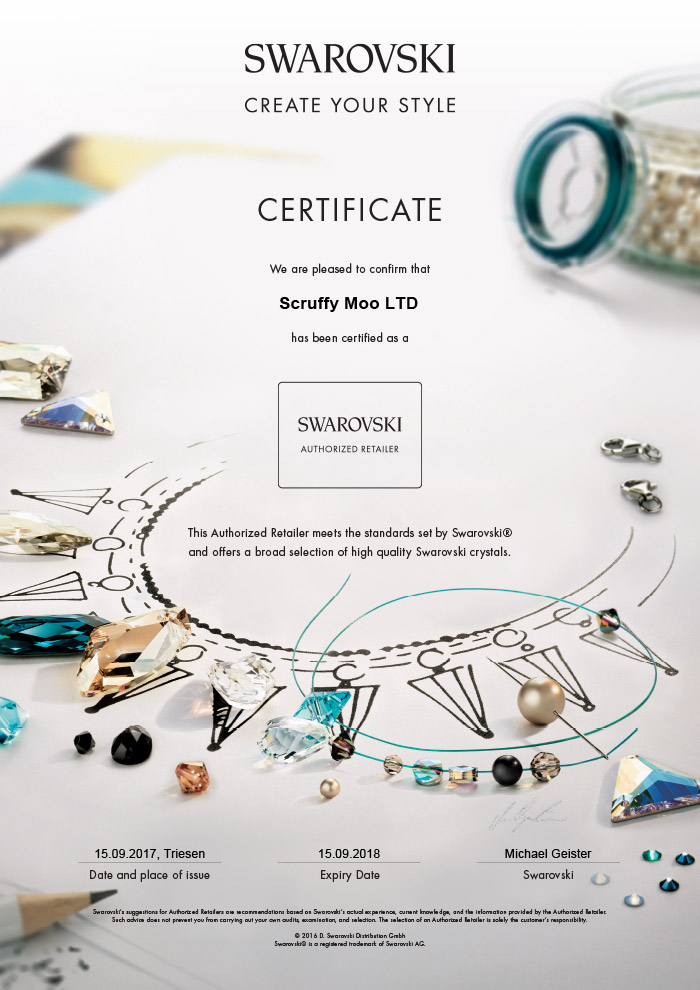 SWAROVSKI
CREATE YOUR STYLE
CERTIFICATE
We are pleased to confirm that
Scruffy Moo LTD
has been certified as a
SWAROVSKI
AUTHORIZED RETAILER
This Authorized Retailer meets the standards set by Swarovski®
and offers a broad selection of high quality Swarovski crystals.
15.09.2017, Triesen
Date and place of issue
15.09.2018
Expiry Date
Michael Geister
Swarovski
Swarovski's suggestions for Authorized Retailers are recommendations based on Swarovski's actual experience, current knowledge, and the information provided by the Authorized Retailer.
Such advice does not prevent you from carrying out your own audits, examination, and selection. The selection of an Authorized Retailer is solely the customer's responsibility.
© 2016 D. Swarovski Distribution GmbH
Swarovski® is a registered trademark of Swarovski AG.